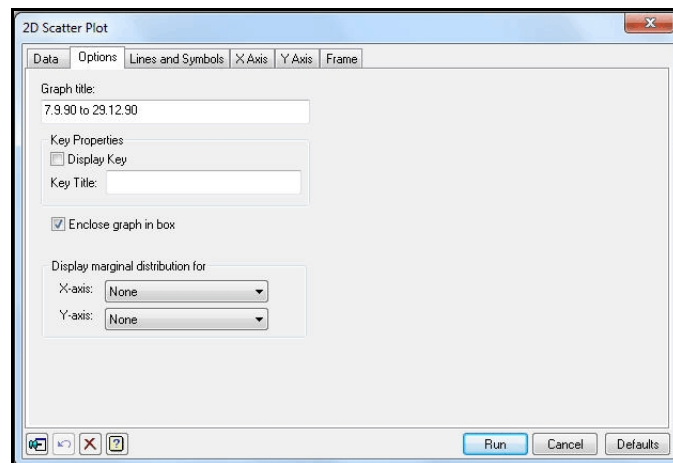 2D Scatter Plot
Data Options Lines and Symbols X Axis Y Axis Frame
Graph title:
7.9.90 to 29.12.90
Key Properties
Display Key
Key Title:
Enclose graph in box
Display marginal distribution for
X-axis: None
Y-axis: None
Run Cancel Defaults